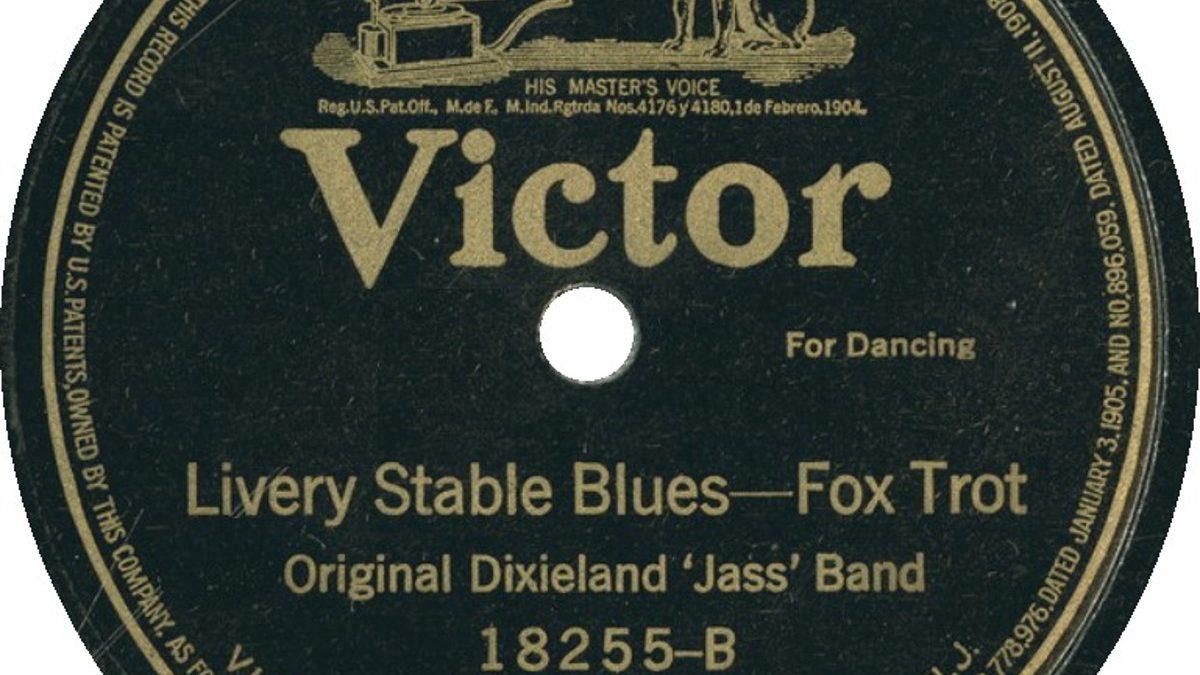 HIS MASTER'S VOICE
Reg.U.S.Pat.Off., M.de F., M.Ind.Rgtrda Nos.4176 y 4180,1 de Febrero,1904.
Victor
For Dancing
Livery Stable Blues—Fox Trot
Original Dixieland ‘Jass’ Band
18255-B
THIS RECORD IS PATENTED BY U.S. PATENTS, OWNED BY THIS COMPANY, AS
778,976, DATED JANUARY 3, 1905, AND NO. 896,059, DATED AUGUST 11, 1908
N. J.